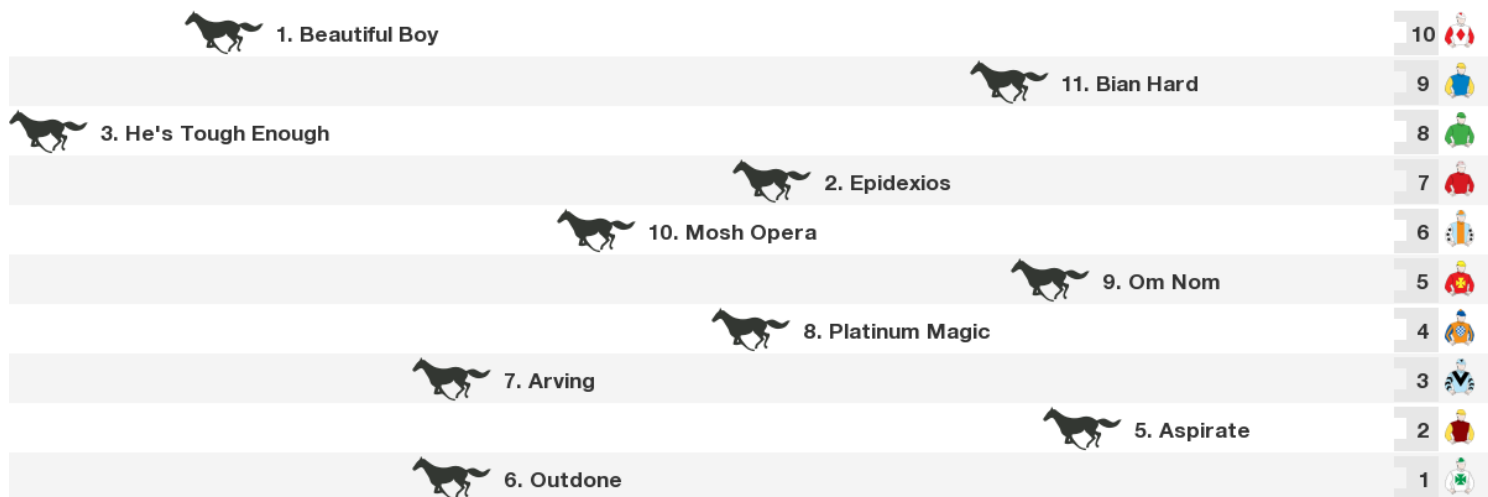 1. Beautiful Boy 10
11. Bian Hard 9
3. He's Tough Enough 8
2. Epidexios 7
10. Mosh Opera 6
9. Om Nom 5
8. Platinum Magic 4
7. Arving 3
5. Aspirate 2
6. Outdone 1